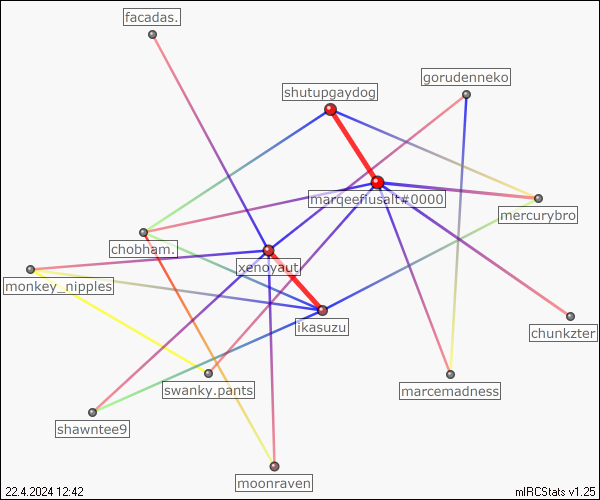 facadas.
gorudenneko
shutupgaydog
marqeefiusalt#0000
mercurybro
chobham.
xenoyaut
monkey_nipples
ikasuzu
chunkzter
swanky.pants
marcemadness
shawntee9
moonraven
22.4.2024 12:42
mIRCStats v1.25